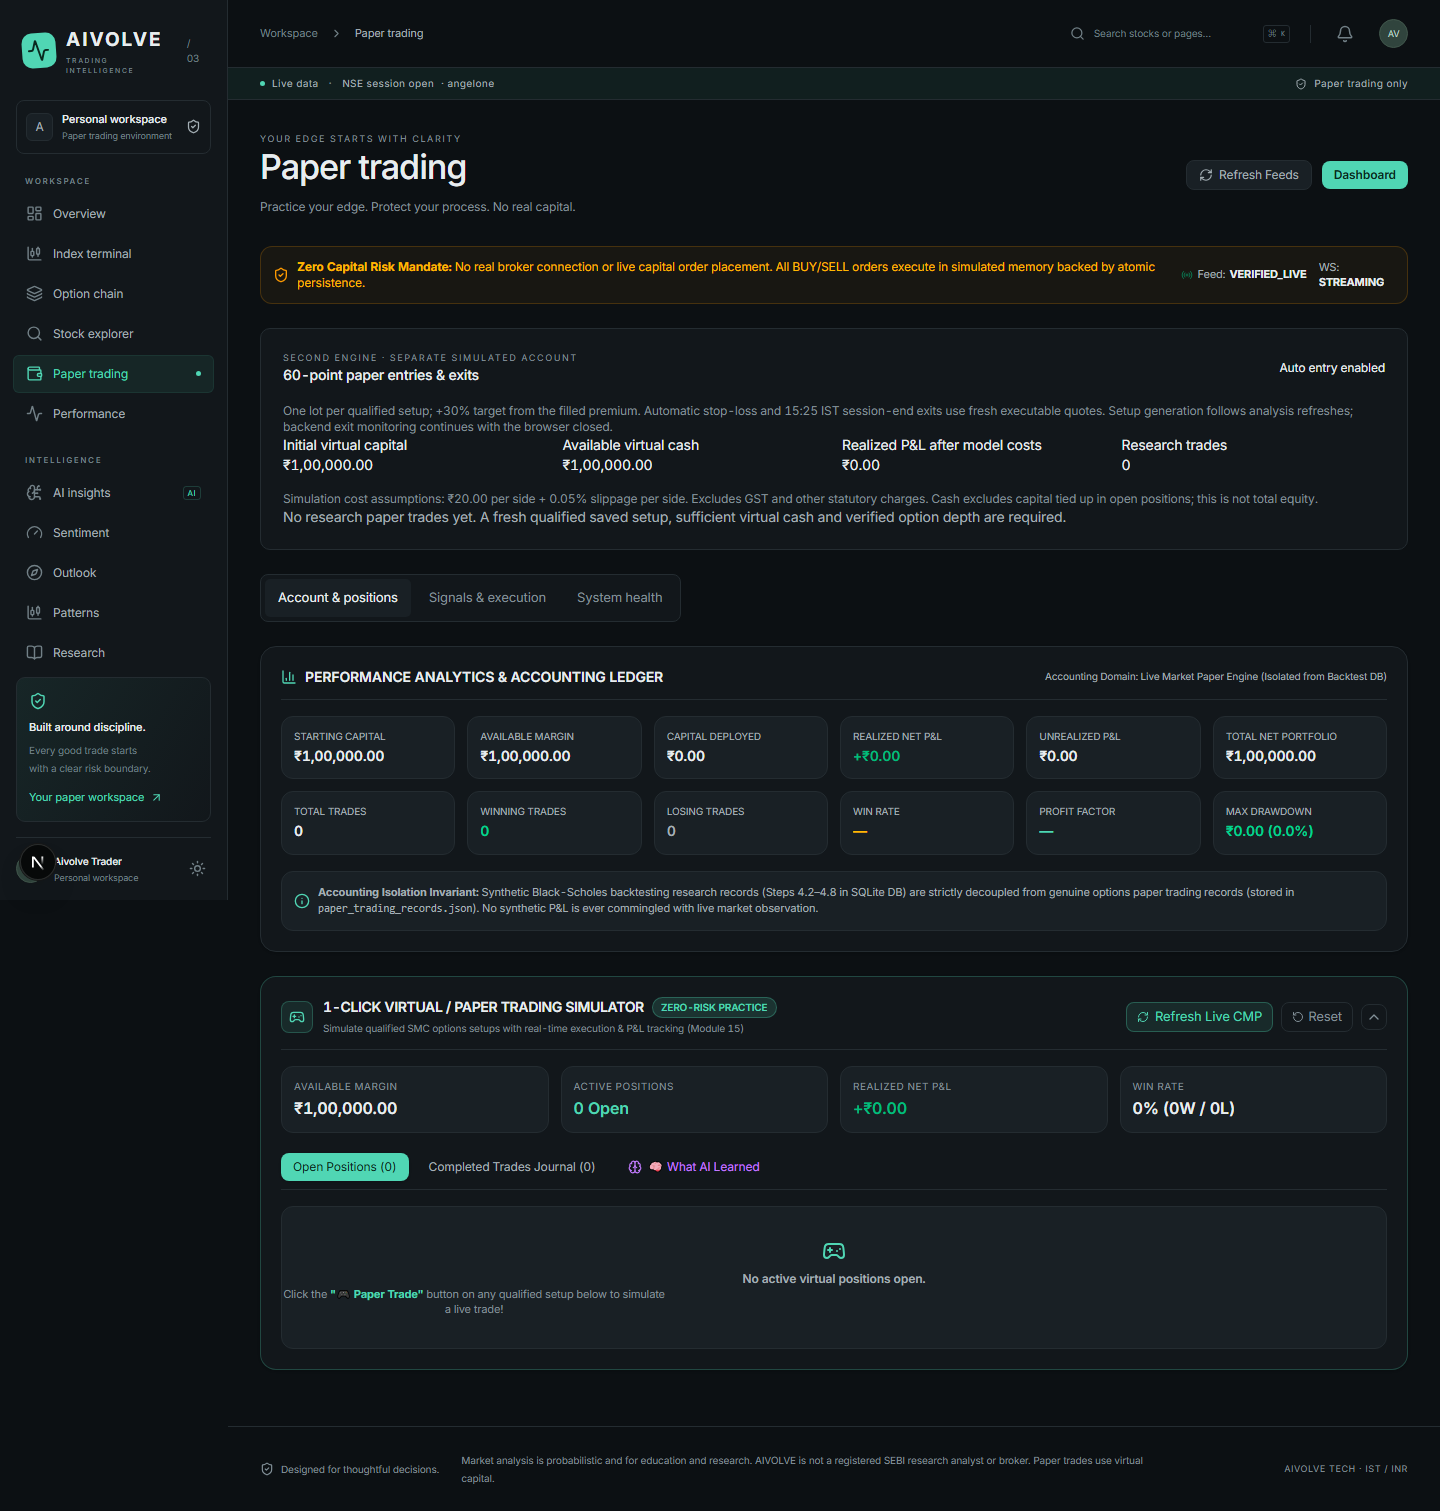 AIVOLVE
TRADING
INTELLIGENCE
/
03
A
Personal workspace
Paper trading environment
WORKSPACE
Overview
Index terminal
Option chain
Stock explorer
Paper trading
Performance
INTELLIGENCE
AI insights
AI
Sentiment
Outlook
Patterns
Research
Built around discipline.
Every good trade starts
with a clear risk boundary.
Your paper workspace
N
Aivolve Trader
Personal workspace
Workspace
Paper trading
Search stocks or pages...
⌘ K
AV
Live data · NSE session open · angelone
Paper trading only
YOUR EDGE STARTS WITH CLARITY
Paper trading
Practice your edge. Protect your process. No real capital.
Refresh Feeds
Dashboard
Zero Capital Risk Mandate: No real broker connection or live capital order placement. All BUY/SELL orders execute in simulated memory backed by atomic
persistence.
Feed: VERIFIED_LIVE
WS:
STREAMING
SECOND ENGINE · SEPARATE SIMULATED ACCOUNT
60-point paper entries & exits
Auto entry enabled
One lot per qualified setup; +30% target from the filled premium. Automatic stop-loss and 15:25 IST session-end exits use fresh executable quotes. Setup generation follows analysis refreshes;
backend exit monitoring continues with the browser closed.
Initial virtual capital
₹1,00,000.00
Available virtual cash
₹1,00,000.00
Realized P&L after model costs
₹0.00
Research trades
0
Simulation cost assumptions: ₹20.00 per side + 0.05% slippage per side. Excludes GST and other statutory charges. Cash excludes capital tied up in open positions; this is not total equity.
No research paper trades yet. A fresh qualified saved setup, sufficient virtual cash and verified option depth are required.
Account & positions
Signals & execution
System health
PERFORMANCE ANALYTICS & ACCOUNTING LEDGER
Accounting Domain: Live Market Paper Engine (Isolated from Backtest DB)
STARTING CAPITAL
₹1,00,000.00
AVAILABLE MARGIN
₹1,00,000.00
CAPITAL DEPLOYED
₹0.00
REALIZED NET P&L
+₹0.00
UNREALIZED P&L
₹0.00
TOTAL NET PORTFOLIO
₹1,00,000.00
TOTAL TRADES
0
WINNING TRADES
0
LOSING TRADES
0
WIN RATE
—
PROFIT FACTOR
—
MAX DRAWDOWN
₹0.00 (0.0%)
Accounting Isolation Invariant: Synthetic Black-Scholes backtesting research records (Steps 4.2–4.8 in SQLite DB) are strictly decoupled from genuine options paper trading records (stored in
paper_trading_records.json). No synthetic P&L is ever commingled with live market observation.
1-CLICK VIRTUAL / PAPER TRADING SIMULATOR
ZERO-RISK PRACTICE
Simulate qualified SMC options setups with real-time execution & P&L tracking (Module 15)
Refresh Live CMP
Reset
AVAILABLE MARGIN
₹1,00,000.00
ACTIVE POSITIONS
0 Open
REALIZED NET P&L
+₹0.00
WIN RATE
0% (0W / 0L)
Open Positions (0)
Completed Trades Journal (0)
🧠 What AI Learned
No active virtual positions open.
Click the "🎮 Paper Trade" button on any qualified setup below to simulate
a live trade!
Designed for thoughtful decisions.
Market analysis is probabilistic and for education and research. AIVOLVE is not a registered SEBI research analyst or broker. Paper trades use virtual
capital.
AIVOLVE TECH · IST / INR